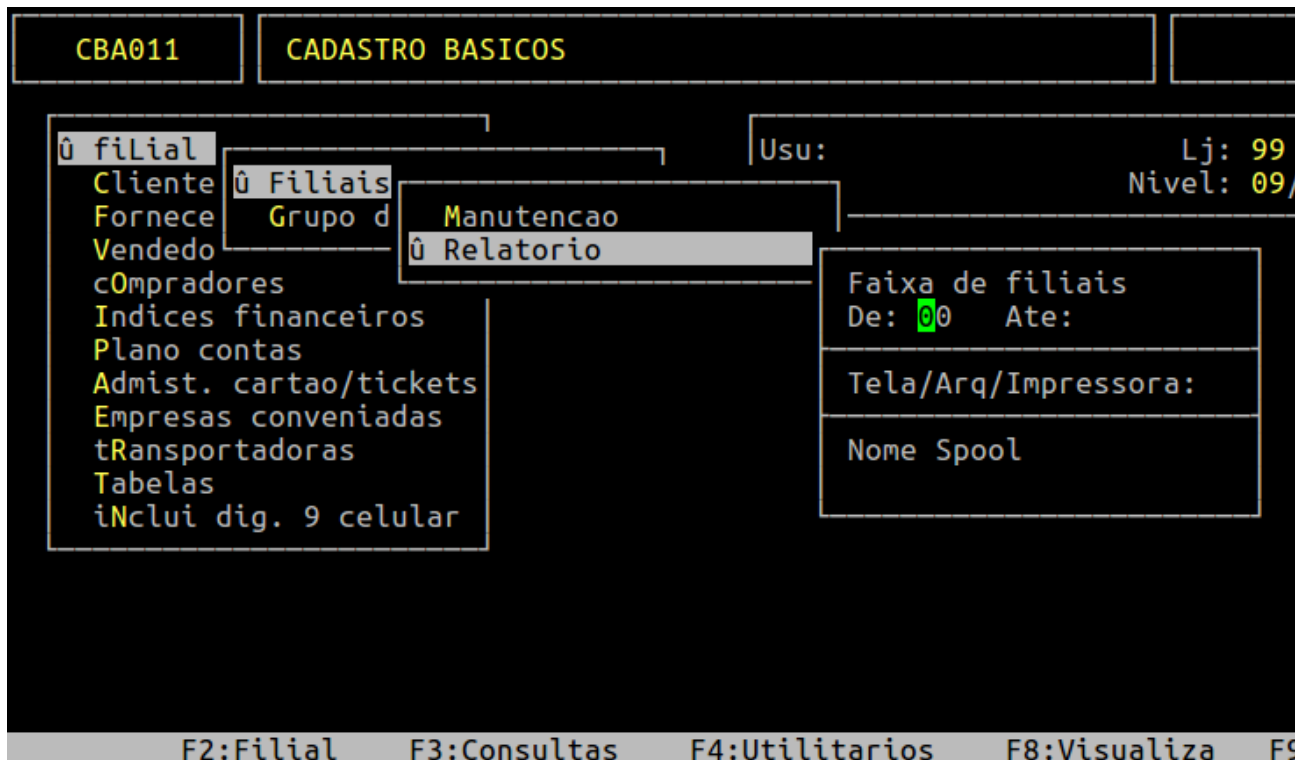 CBA011 CADASTRO BASICOS
û fiLial
Cliente
Fornece
Vendedo
cOmpradores
Indices financeiros
Plano contas
Admist. cartao/tickets
Empresas conveniadas
tRansportadoras
Tabelas
iNclui dig. 9 celular
û Filiais
Grupo d
Manutencao
û Relatorio
Usu: Lj: 99
Nivel: 09/
Faixa de filiais
De: 00 Ate:
Tela/Arq/Impressora:
Nome Spool
F2:Filial F3:Consultas F4:Utilitarios F8:Visualiza F9